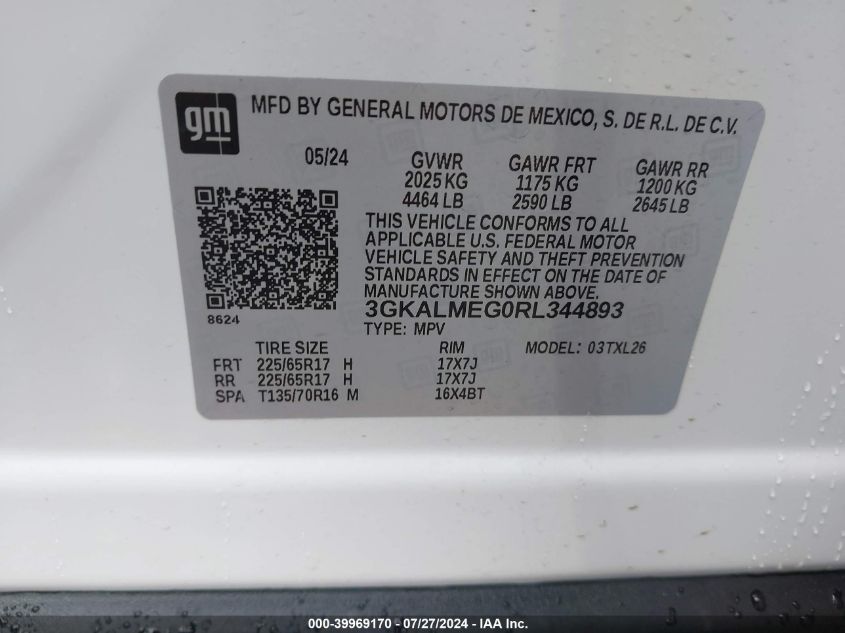 gm
MFD BY GENERAL MOTORS DE MEXICO, S. DE R.L. DE C.V.
05/24 GVWR GAWR FRT GAWR RR
2025 KG 1175 KG 1200 KG
4464 LB 2590 LB 2645 LB
THIS VEHICLE CONFORMS TO ALL
APPLICABLE U.S. FEDERAL MOTOR
VEHICLE SAFETY AND THEFT PREVENTION
STANDARDS IN EFFECT ON THE DATE OF
MANUFACTURE SHOWN ABOVE.
8624
3GKALMEG0RL344893
TYPE: MPV
TIRE SIZE RIM MODEL: 03TXL26
FRT 225/65R17 H 17X7J
RR 225/65R17 H 17X7J
SPA T135/70R16 M 16X4BT
000-39969170 - 07/27/2024 - IAAI Inc.